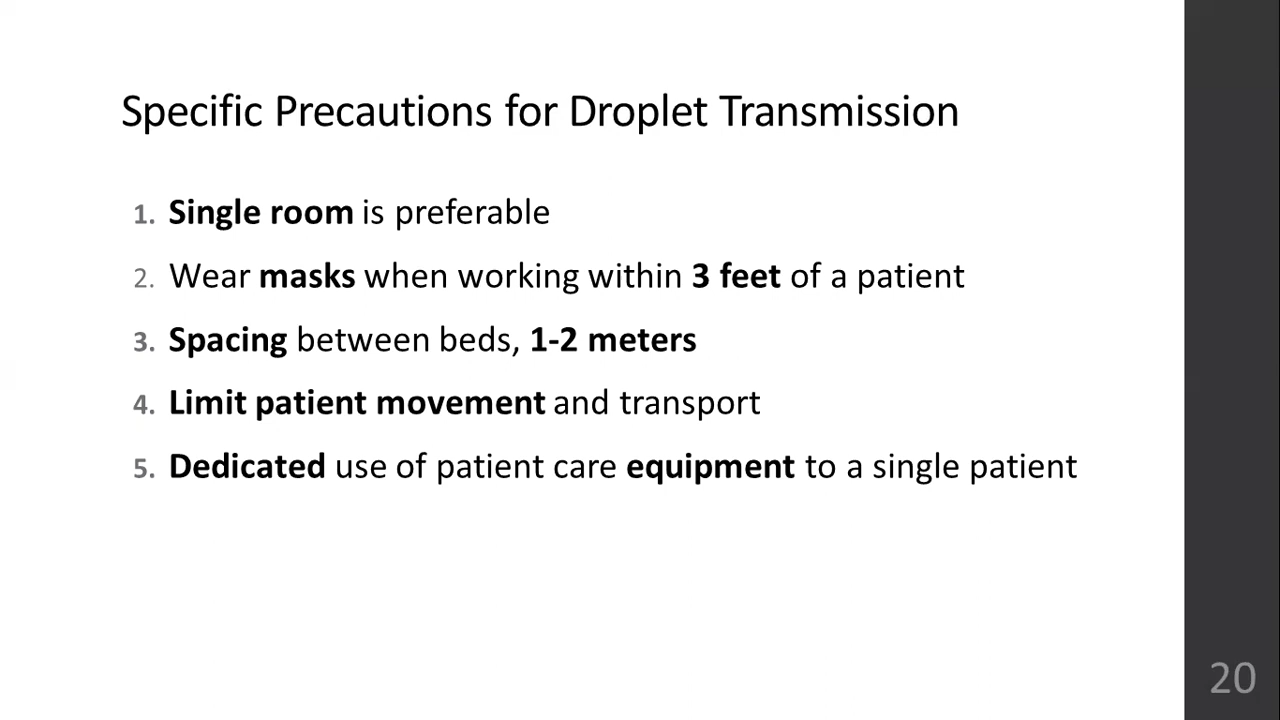 Specific Precautions for Droplet Transmission
1. Single room is preferable
2. Wear masks when working within 3 feet of a patient
3. Spacing between beds, 1-2 meters
4. Limit patient movement and transport
5. Dedicated use of patient care equipment to a single patient
20